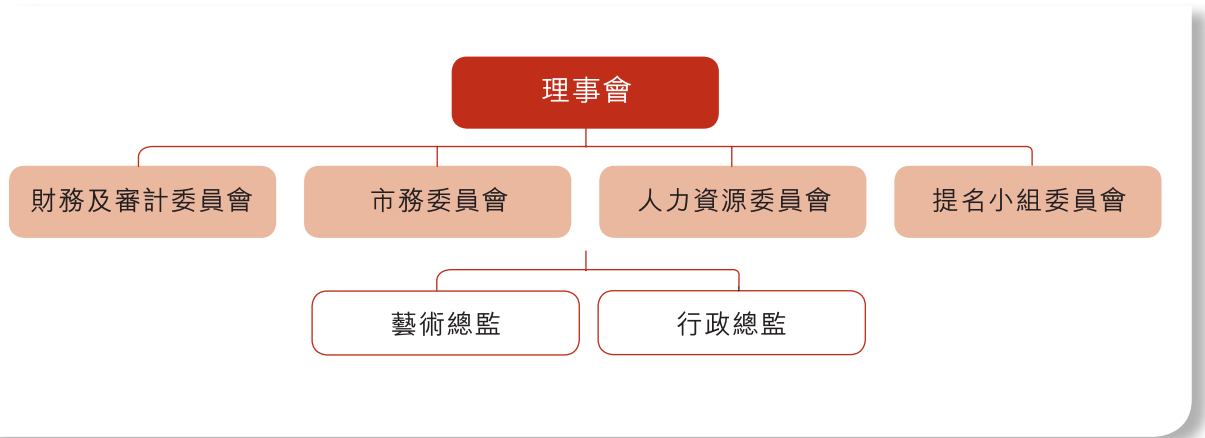 理事會
財務及審計委員會
市務委員會
人力資源委員會
提名小組委員會
藝術總監
行政總監